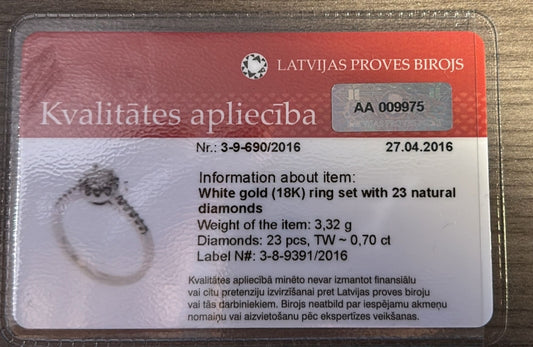 LATVIJAS PROVES BIROJS
Kvalitātes apliecība
AA 009975
Nr.: 3-9-690/2016 27.04.2016
Information about item:
White gold (18K) ring set with 23 natural
diamonds
Weight of the item: 3,32 g
Diamonds: 23 pcs, TW ~ 0,70 ct
Label N#: 3-8-9391/2016
Kvalitātes apliecībā minēto nevar izmantot finansiālu
vai citu pretenziju izvirzīšanai pret Latvijas proves biroju
vai tās darbiniekiem. Birojs neatbild par iespējamu akmeņu
nomaiņu vai aizvietošanu pēc ekspertīzes veikšanas.